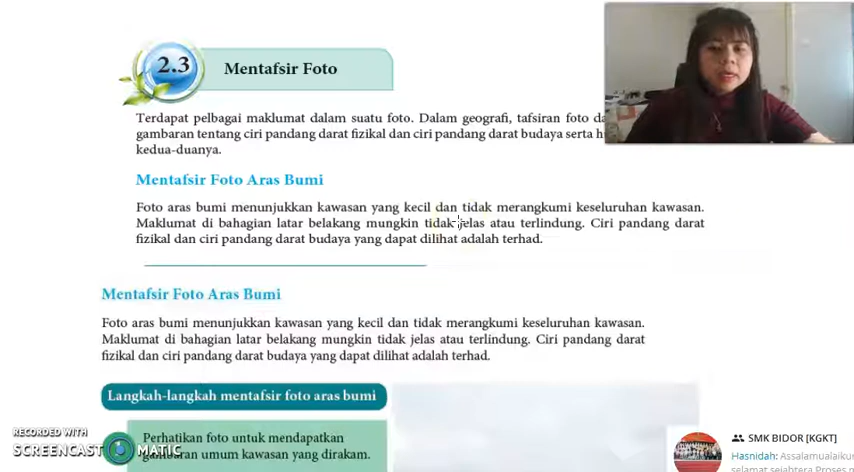 2.3
Mentafsir Foto
Terdapat pelbagai maklumat dalam suatu foto. Dalam geografi, tafsiran foto
gambaran tentang ciri pandang darat fizikal dan ciri pandang darat budaya serta
kedua-duanya.
Mentafsir Foto Aras Bumi
Foto aras bumi menunjukkan kawasan yang kecil dan tidak merangkumi keseluruhan kawasan.
Maklumat di bahagian latar belakang mungkin tidak jelas atau terlindung. Ciri pandang darat
fizikal dan ciri pandang darat budaya yang dapat dilihat adalah terhad.
Mentafsir Foto Aras Bumi
Foto aras bumi menunjukkan kawasan yang kecil dan tidak merangkumi keseluruhan kawasan.
Maklumat di bahagian latar belakang mungkin tidak jelas atau terlindung. Ciri pandang darat
fizikal dan ciri pandang darat budaya yang dapat dilihat adalah terhad.
Langkah-langkah mentafsir foto aras bumi
Perhatikan foto untuk mendapatkan
gambaran umum kawasan yang dirakam.
RECORDED WITH
SCREENCAST MATIC
SMK BIDOR [KGKT]
Hasnidah: Assalamualaikum
selamat sejahtera